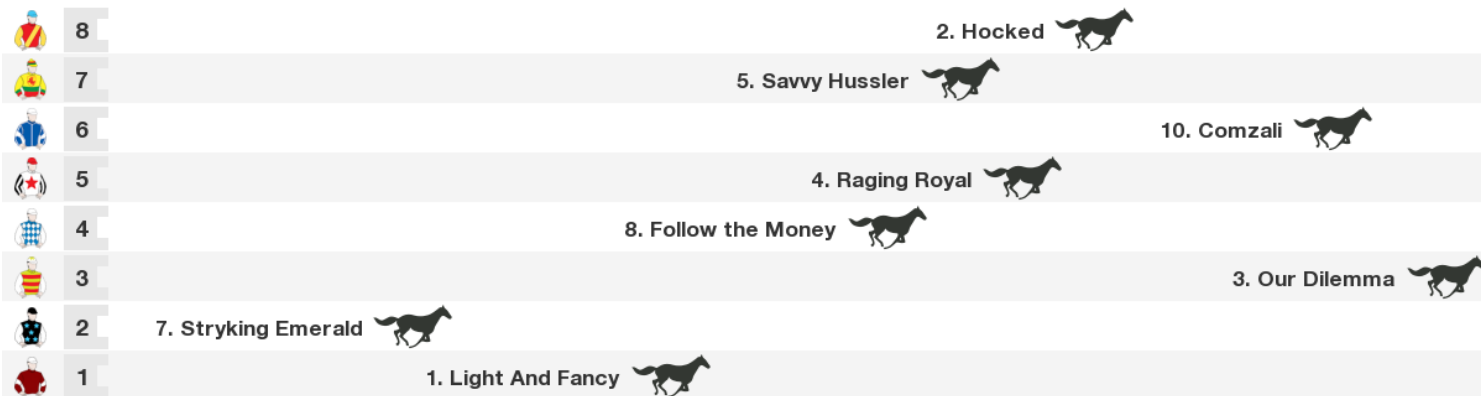 8 2. Hocked
7 5. Savvy Hussler
6 10. Comzali
5 4. Raging Royal
4 8. Follow the Money
3 3. Our Dilemma
2 7. Stryking Emerald
1 1. Light And Fancy